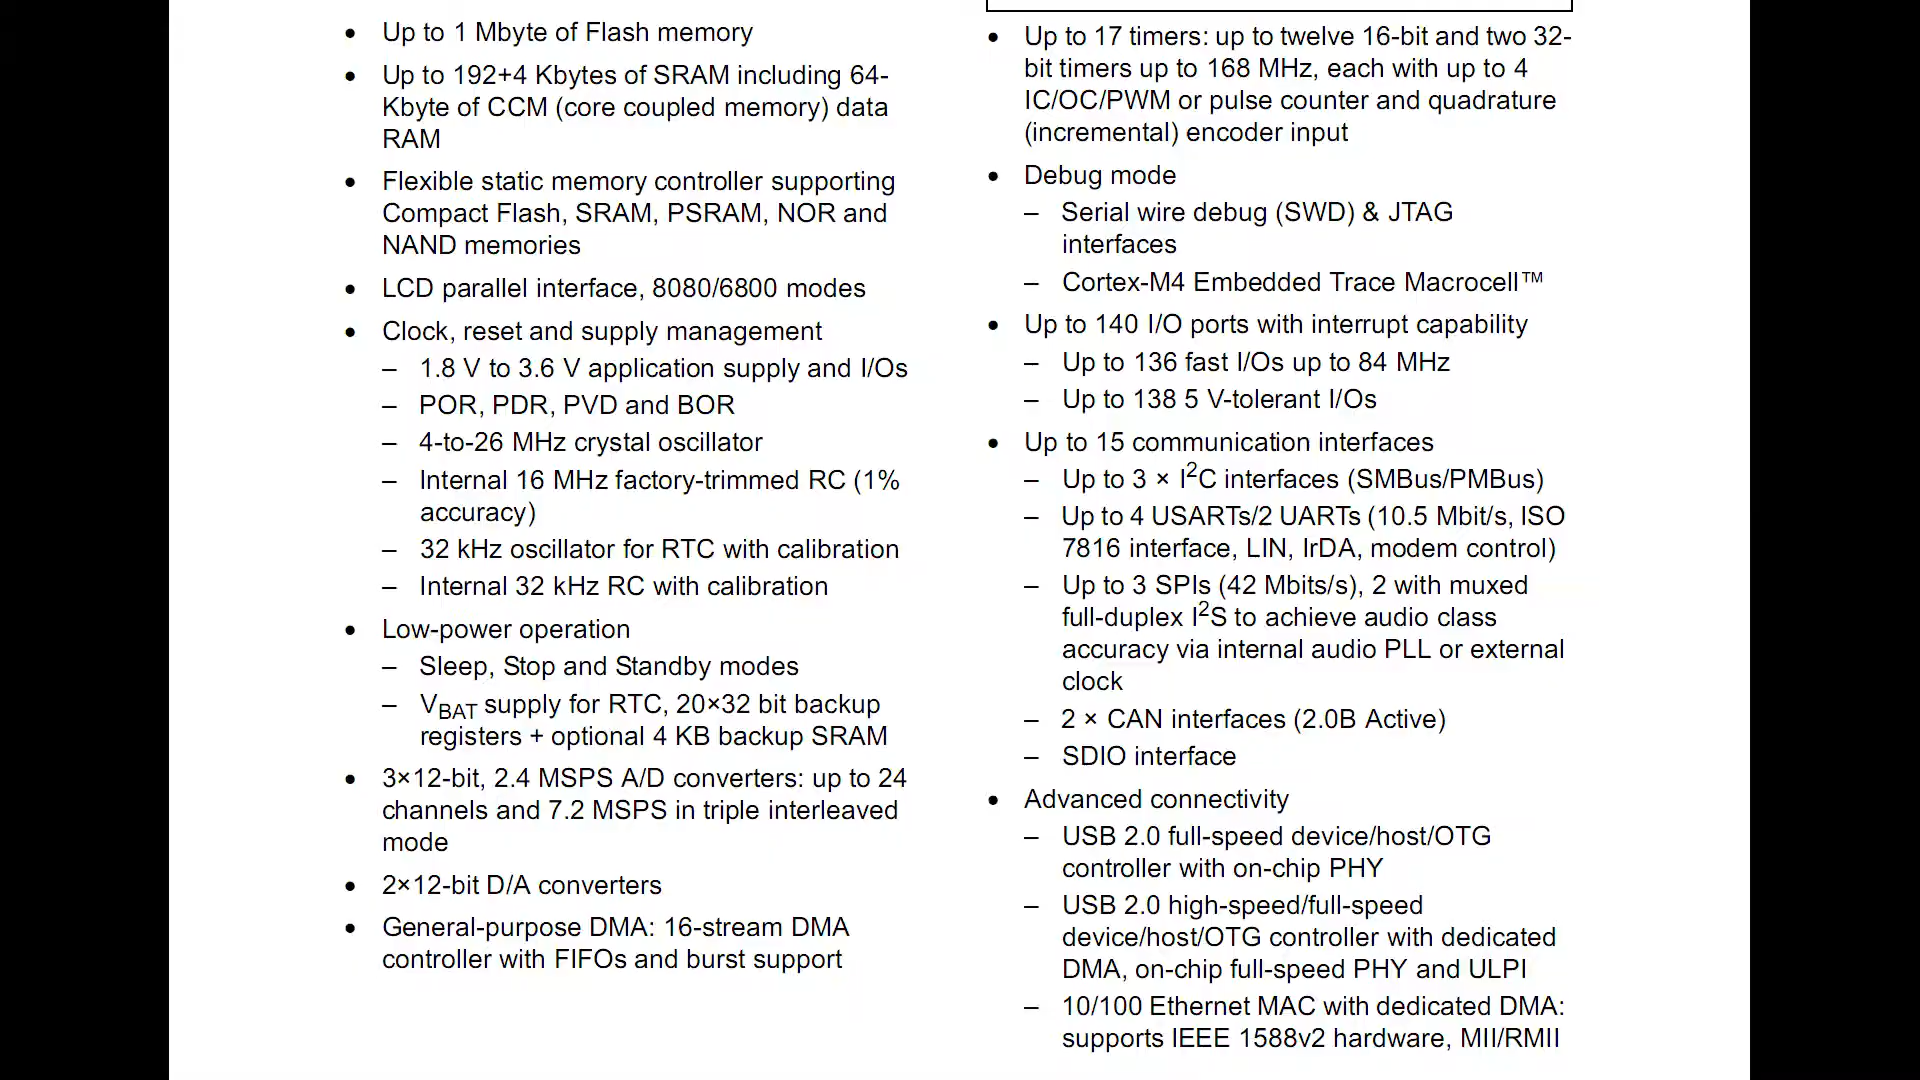 • Up to 1 Mbyte of Flash memory
• Up to 192+4 Kbytes of SRAM including 64-
Kbyte of CCM (core coupled memory) data
RAM
• Flexible static memory controller supporting
Compact Flash, SRAM, PSRAM, NOR and
NAND memories
• LCD parallel interface, 8080/6800 modes
• Clock, reset and supply management
– 1.8 V to 3.6 V application supply and I/Os
– POR, PDR, PVD and BOR
– 4-to-26 MHz crystal oscillator
– Internal 16 MHz factory-trimmed RC (1%
accuracy)
– 32 kHz oscillator for RTC with calibration
– Internal 32 kHz RC with calibration
• Low-power operation
– Sleep, Stop and Standby modes
– VBAT supply for RTC, 20×32 bit backup
registers + optional 4 KB backup SRAM
• 3×12-bit, 2.4 MSPS A/D converters: up to 24
channels and 7.2 MSPS in triple interleaved
mode
• 2×12-bit D/A converters
• General-purpose DMA: 16-stream DMA
controller with FIFOs and burst support
• Up to 17 timers: up to twelve 16-bit and two 32-
bit timers up to 168 MHz, each with up to 4
IC/OC/PWM or pulse counter and quadrature
(incremental) encoder input
• Debug mode
– Serial wire debug (SWD) & JTAG
interfaces
– Cortex-M4 Embedded Trace Macrocell™
• Up to 140 I/O ports with interrupt capability
– Up to 136 fast I/Os up to 84 MHz
– Up to 138 5 V-tolerant I/Os
• Up to 15 communication interfaces
– Up to 3 × I²C interfaces (SMBus/PMBus)
– Up to 4 USARTs/2 UARTs (10.5 Mbit/s, ISO
7816 interface, LIN, IrDA, modem control)
– Up to 3 SPIs (42 Mbits/s), 2 with muxed
full-duplex I²S to achieve audio class
accuracy via internal audio PLL or external
clock
– 2 × CAN interfaces (2.0B Active)
– SDIO interface
• Advanced connectivity
– USB 2.0 full-speed device/host/OTG
controller with on-chip PHY
– USB 2.0 high-speed/full-speed
device/host/OTG controller with dedicated
DMA, on-chip full-speed PHY and ULPI
– 10/100 Ethernet MAC with dedicated DMA:
supports IEEE 1588v2 hardware, MII/RMII